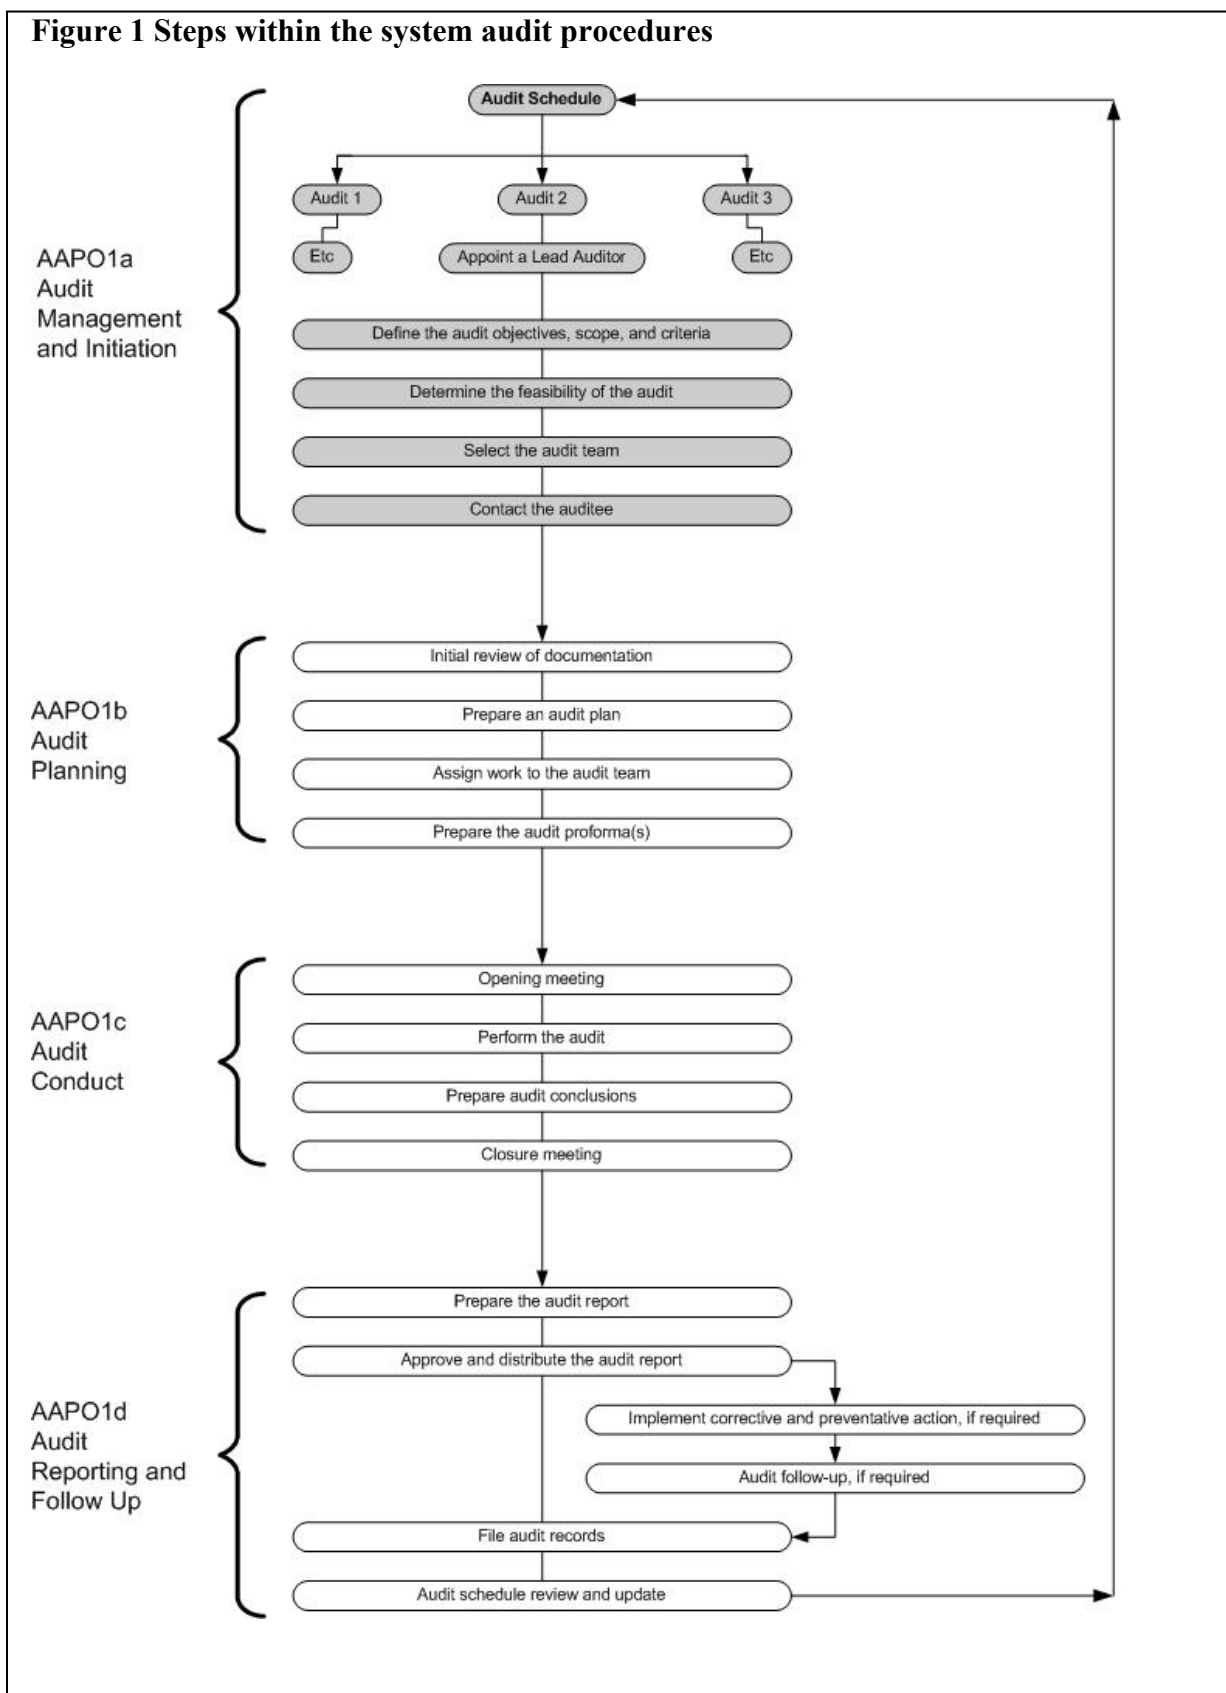 Figure 1 Steps within the system audit procedures
Audit Schedule
Audit 1
Audit 2
Audit 3
Etc
Appoint a Lead Auditor
Etc
AAPO1a
Audit
Management
and Initiation
Define the audit objectives, scope, and criteria
Determine the feasibility of the audit
Select the audit team
Contact the auditee
AAPO1b
Audit
Planning
Initial review of documentation
Prepare an audit plan
Assign work to the audit team
Prepare the audit proforma(s)
AAPO1c
Audit
Conduct
Opening meeting
Perform the audit
Prepare audit conclusions
Closure meeting
AAPO1d
Audit
Reporting and
Follow Up
Prepare the audit report
Approve and distribute the audit report
Implement corrective and preventative action, if required
Audit follow-up, if required
File audit records
Audit schedule review and update